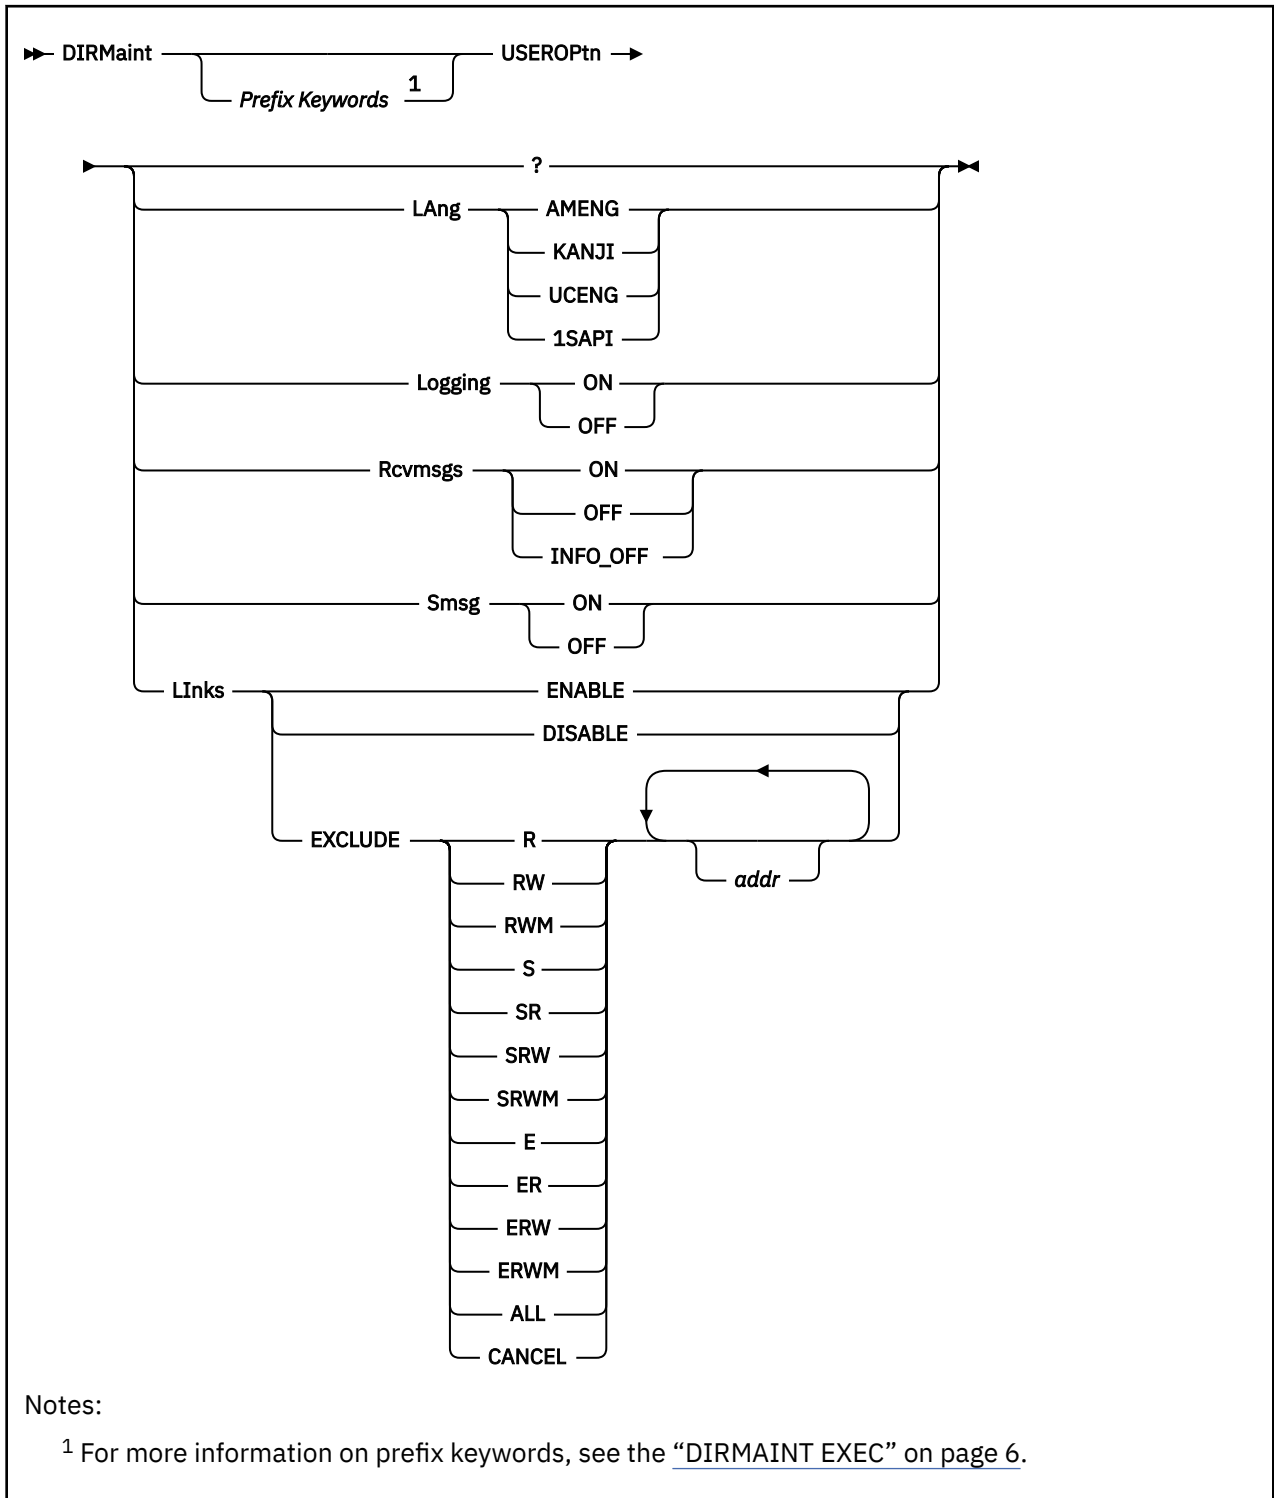 DIRMaint USEROPtn
Prefix Keywords 1
?
LAng AMENG
KANJI
UCENG
1SAPI
Logging ON
OFF
Rcvmsgs ON
OFF
INFO_OFF
Smsg ON
OFF
LInks ENABLE
DISABLE
EXCLUDE R
addr
RW
RWM
S
SR
SRW
SRWM
E
ER
ERW
ERWM
ALL
CANCEL
Notes:
1 For more information on prefix keywords, see the “DIRMAINT EXEC” on page 6.